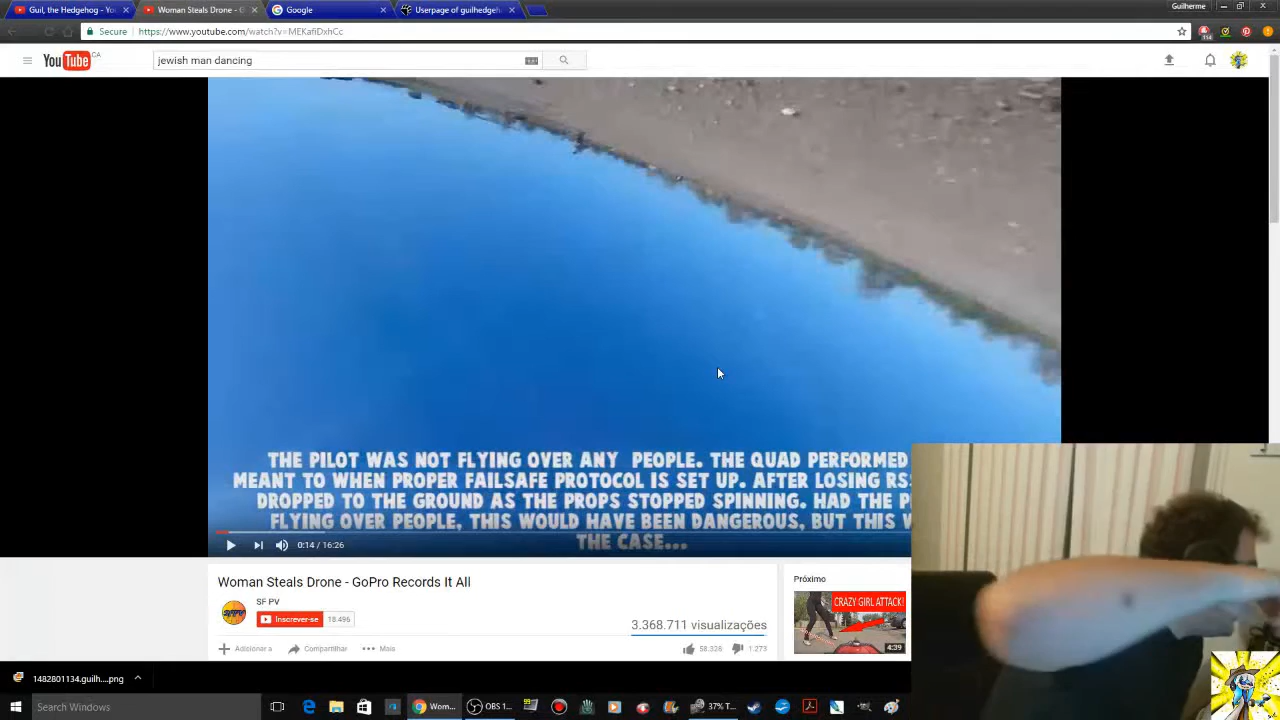 Guil, the Hedgehog - Yo
Woman Steals Drone - G
Google
Userpage of guilhedgeh
Guilherme
Secure
https://www.youtube.com/watch?v=MEKafiDxhCc
YouTube CA
jewish man dancing
THE PILOT WAS NOT FLYING OVER ANY PEOPLE. THE QUAD PERFORMED
MEANT TO WHEN PROPER FAILSAFE PROTOCOL IS SET UP. AFTER LOSING RS
DROPPED TO THE GROUND AS THE PROPS STOPPED SPINNING. HAD THE P
FLYING OVER PEOPLE, THIS WOULD HAVE BEEN DANGEROUS, BUT THIS W
THE CASE...
0:14 / 16:26
Woman Steals Drone - GoPro Records It All
SF PV
Inscrever-se 18.496
3.368.711 visualizações
Adicionar a Compartilhar Mais
58.326 1.273
Próximo
CRAZY GIRL ATTACK!
4:39
1482801134.guilh....png
Search Windows
Wom...
OBS 1...
37% T...